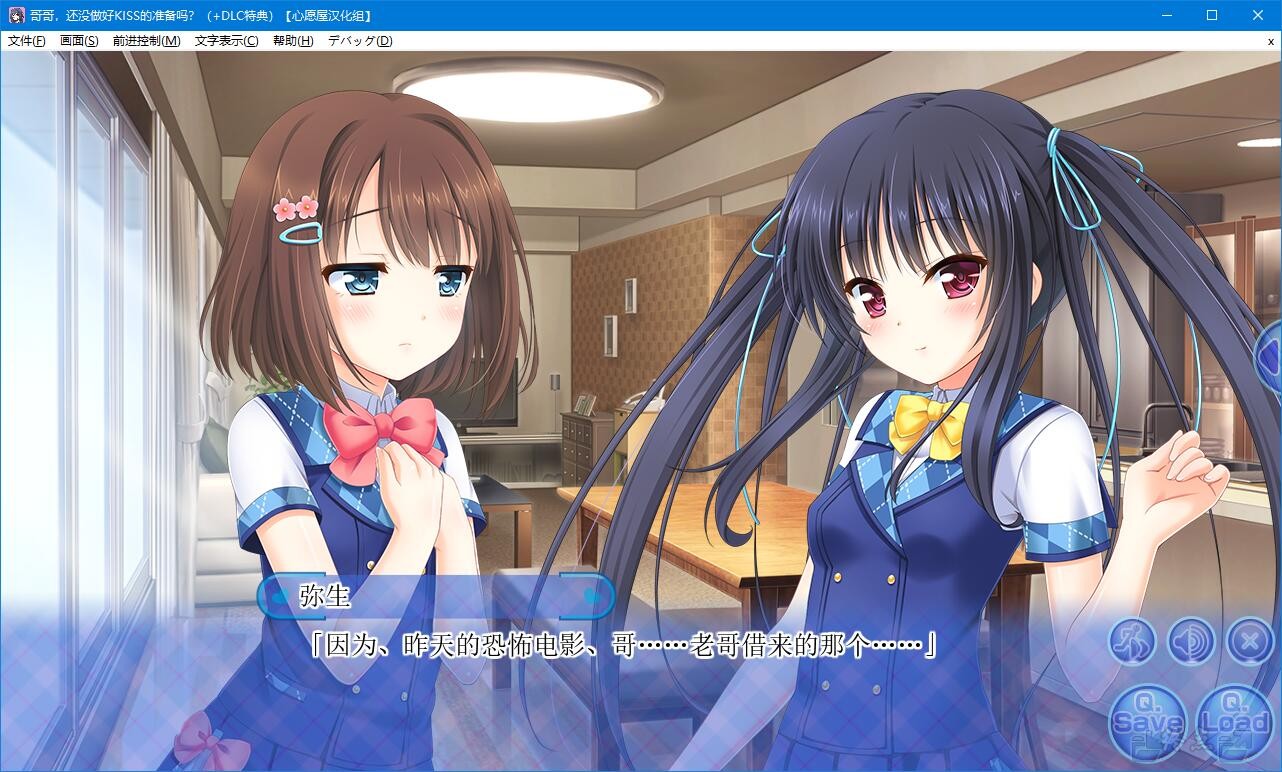 哥哥，还没做好KISS的准备吗？（+DLC特典）【心愿屋汉化组】
文件(F) 画面(S) 前进控制(M) 文字表示(C) 帮助(H) デバッグ(D) x
弥生
「因为、昨天的恐怖电影、哥……老哥借来的那个……」
Q. Q.
Save Load